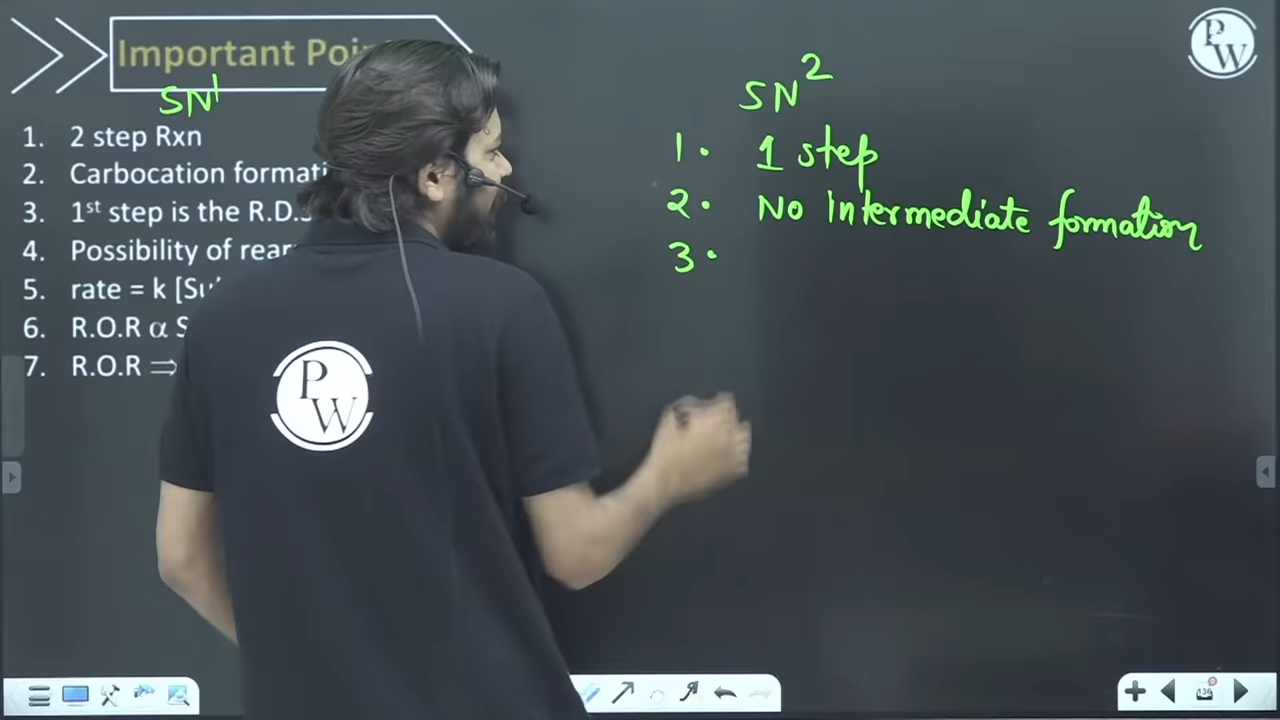 Important Poi
SN1
1. 2 step Rxn
2. Carbocation formati
3. 1st step is the R.D.S
4. Possibility of rear
5. rate = k [Su
6. R.O.R α S
7. R.O.R ⇒
SN2
1. 1 step
2. No Intermediate formation
3.
PW
PW